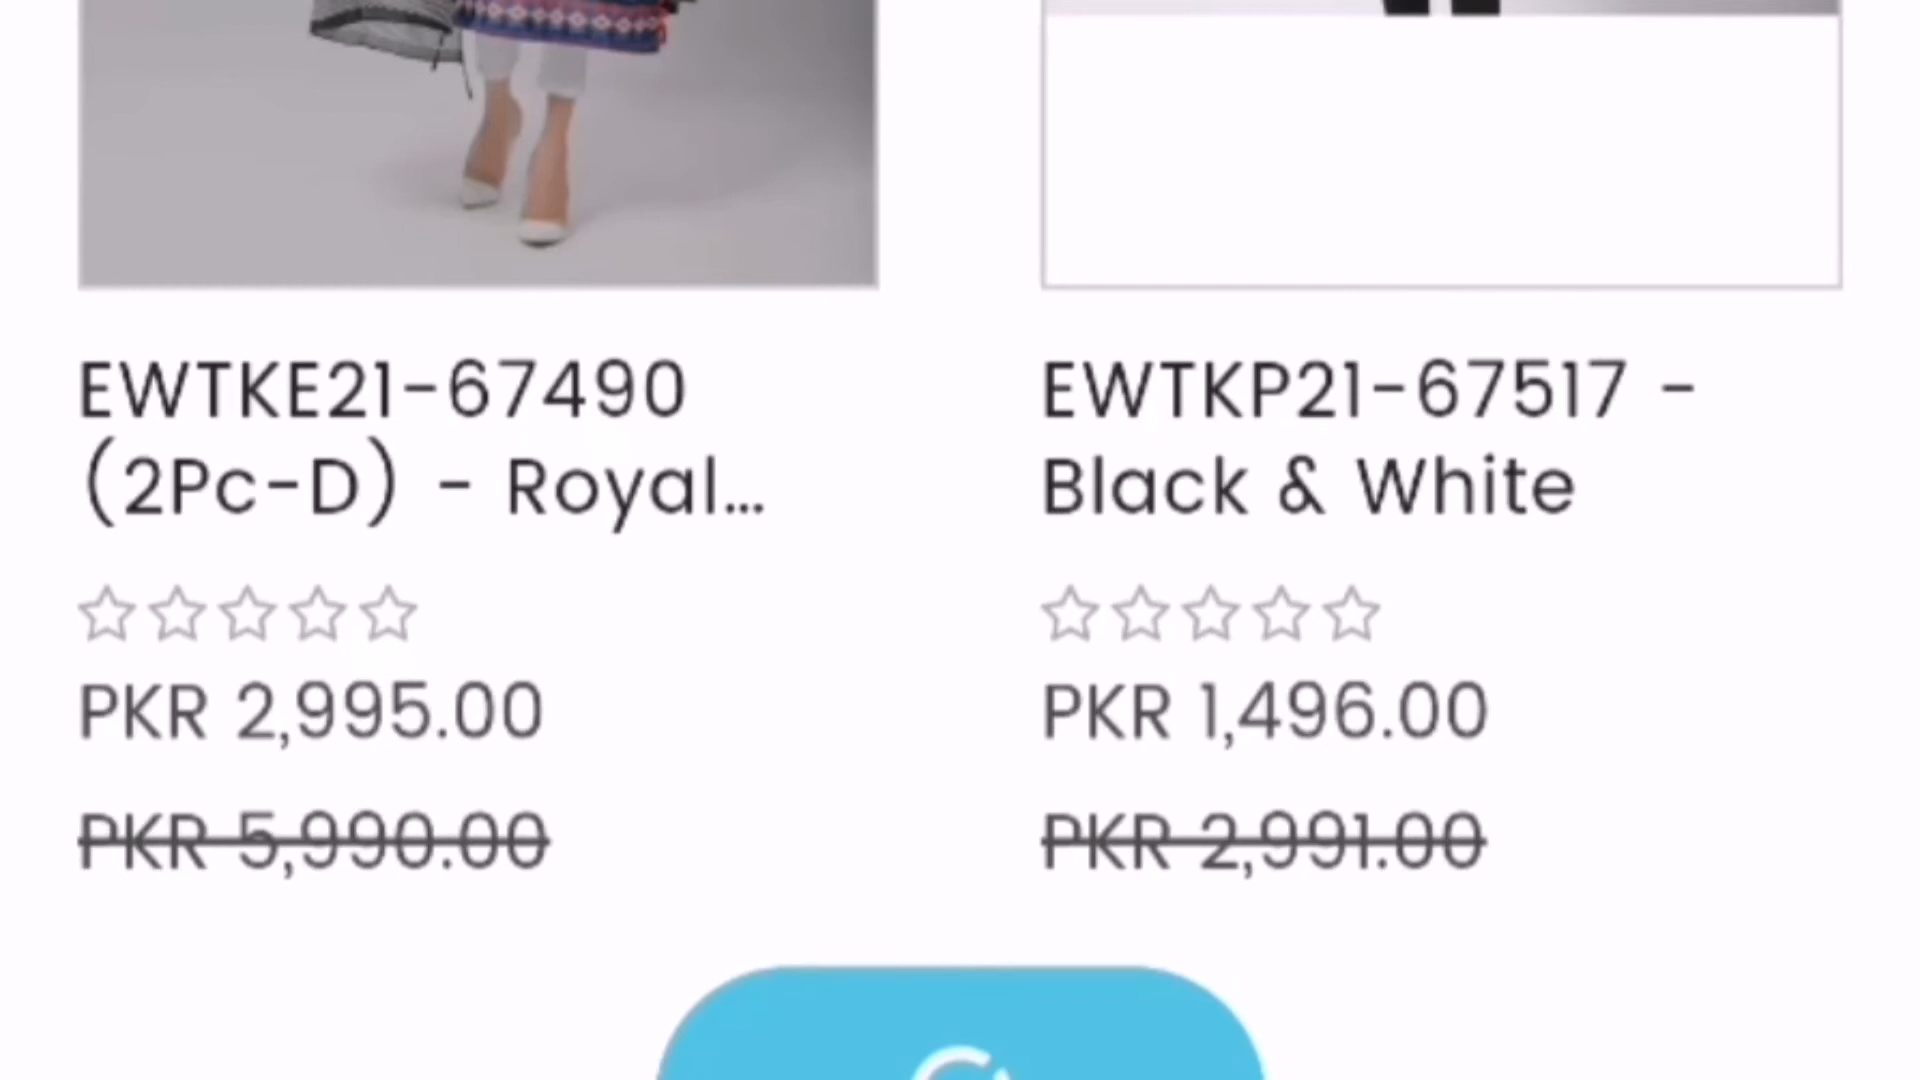 EWTKE21-67490
(2Pc-D) - Royal...
PKR 2,995.00
PKR 5,990.00
EWTKP21-67517 -
Black & White
PKR 1,496.00
PKR 2,991.00